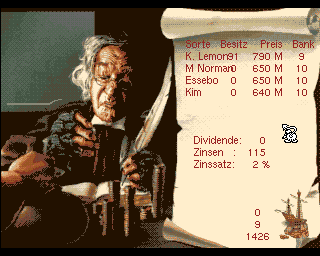 Sorte Besitz Preis Bank
K. Lemon 91 790 M 9
M Norman 0 650 M 10
Essebo 0 650 M 10
Kim 0 640 M 10
Dividende: 0
Zinsen : 115
Zinssatz: 2 %
0
9
1426